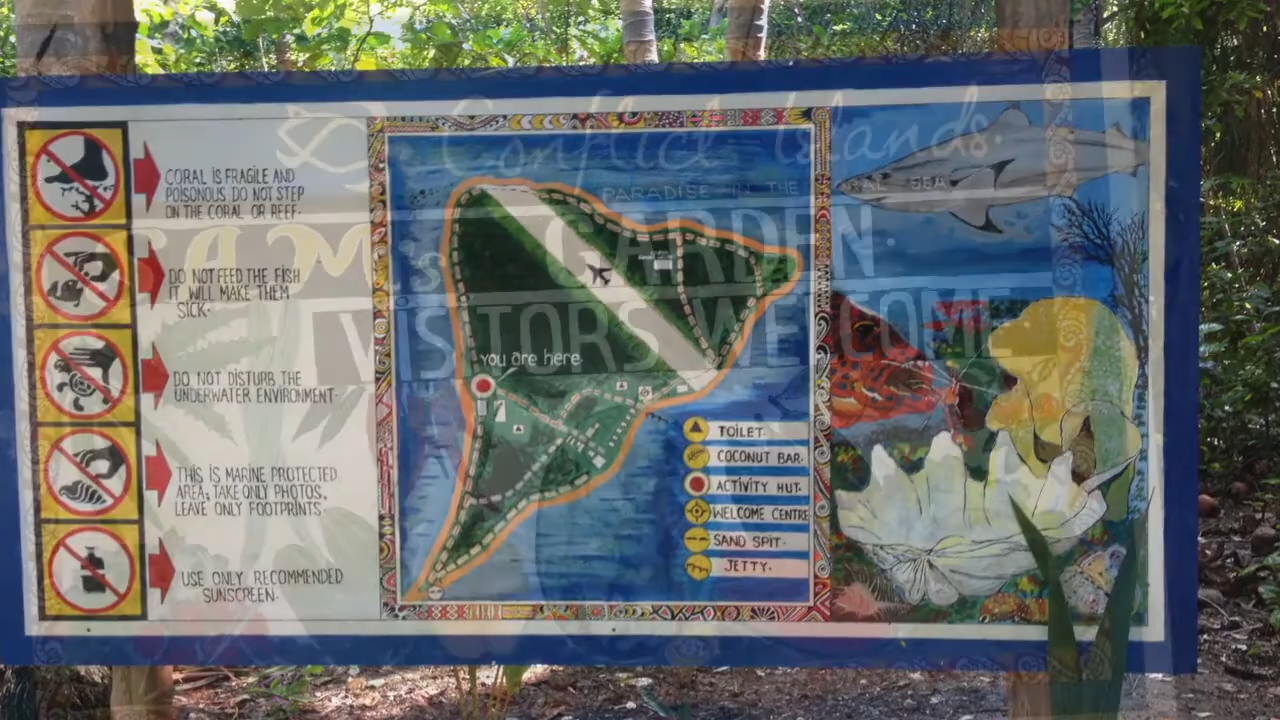 CORAL IS FRAGILE AND
POISONOUS DO NOT STEP
ON THE CORAL OR REEF.
DO NOT FEED THE FISH
IT WILL MAKE THEM
SICK.
DO NOT DISTURB THE
UNDERWATER ENVIRONMENT.
THIS IS MARINE PROTECTED
AREA; TAKE ONLY PHOTOS,
LEAVE ONLY FOOTPRINTS.
USE ONLY RECOMMENDED
SUNSCREEN.
Conflict Islands.
PARADISE IN THE RAL SEA
AM 'S GARDEN.
VISITORS WELCOME
you are here.
TOILET.
COCONUT BAR.
ACTIVITY HUT.
WELCOME CENTRE
SAND SPIT.
JETTY.